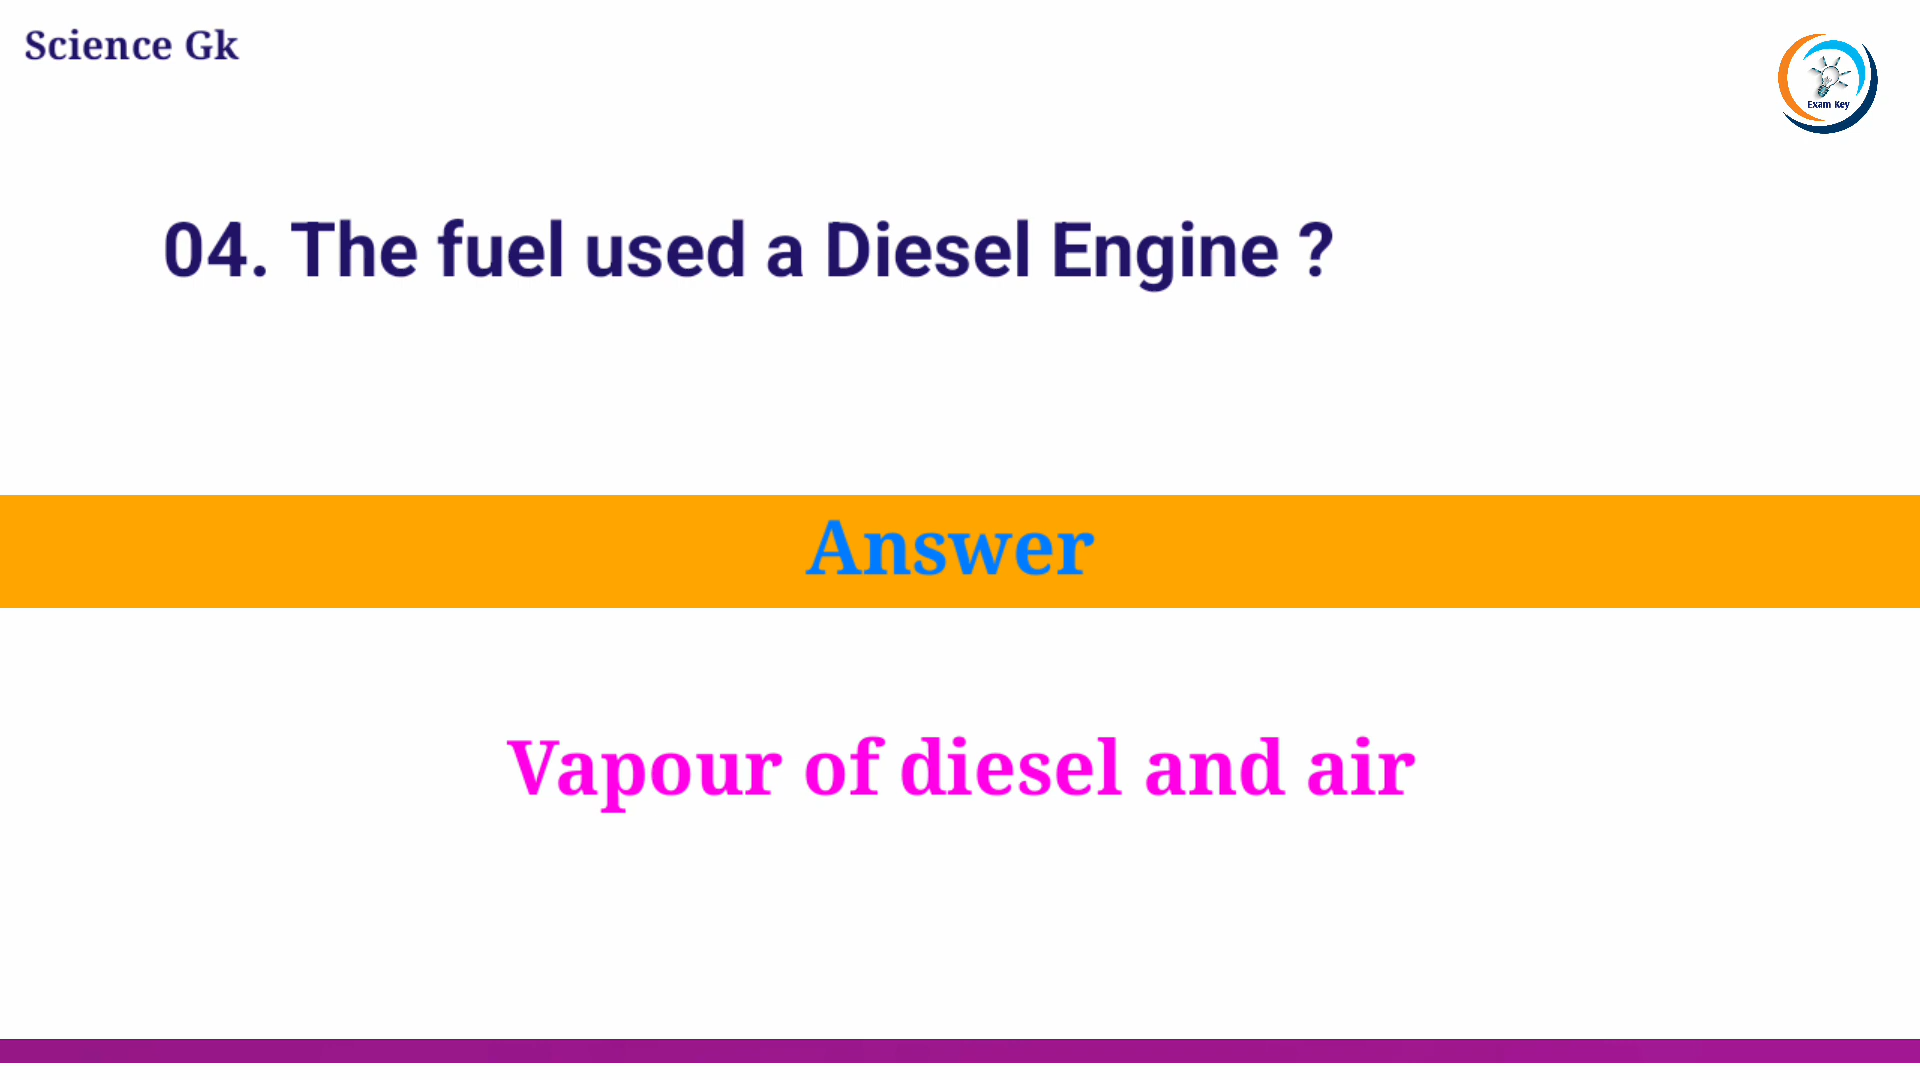 Science Gk
Exam Key
04. The fuel used a Diesel Engine ?
Answer
Vapour of diesel and air